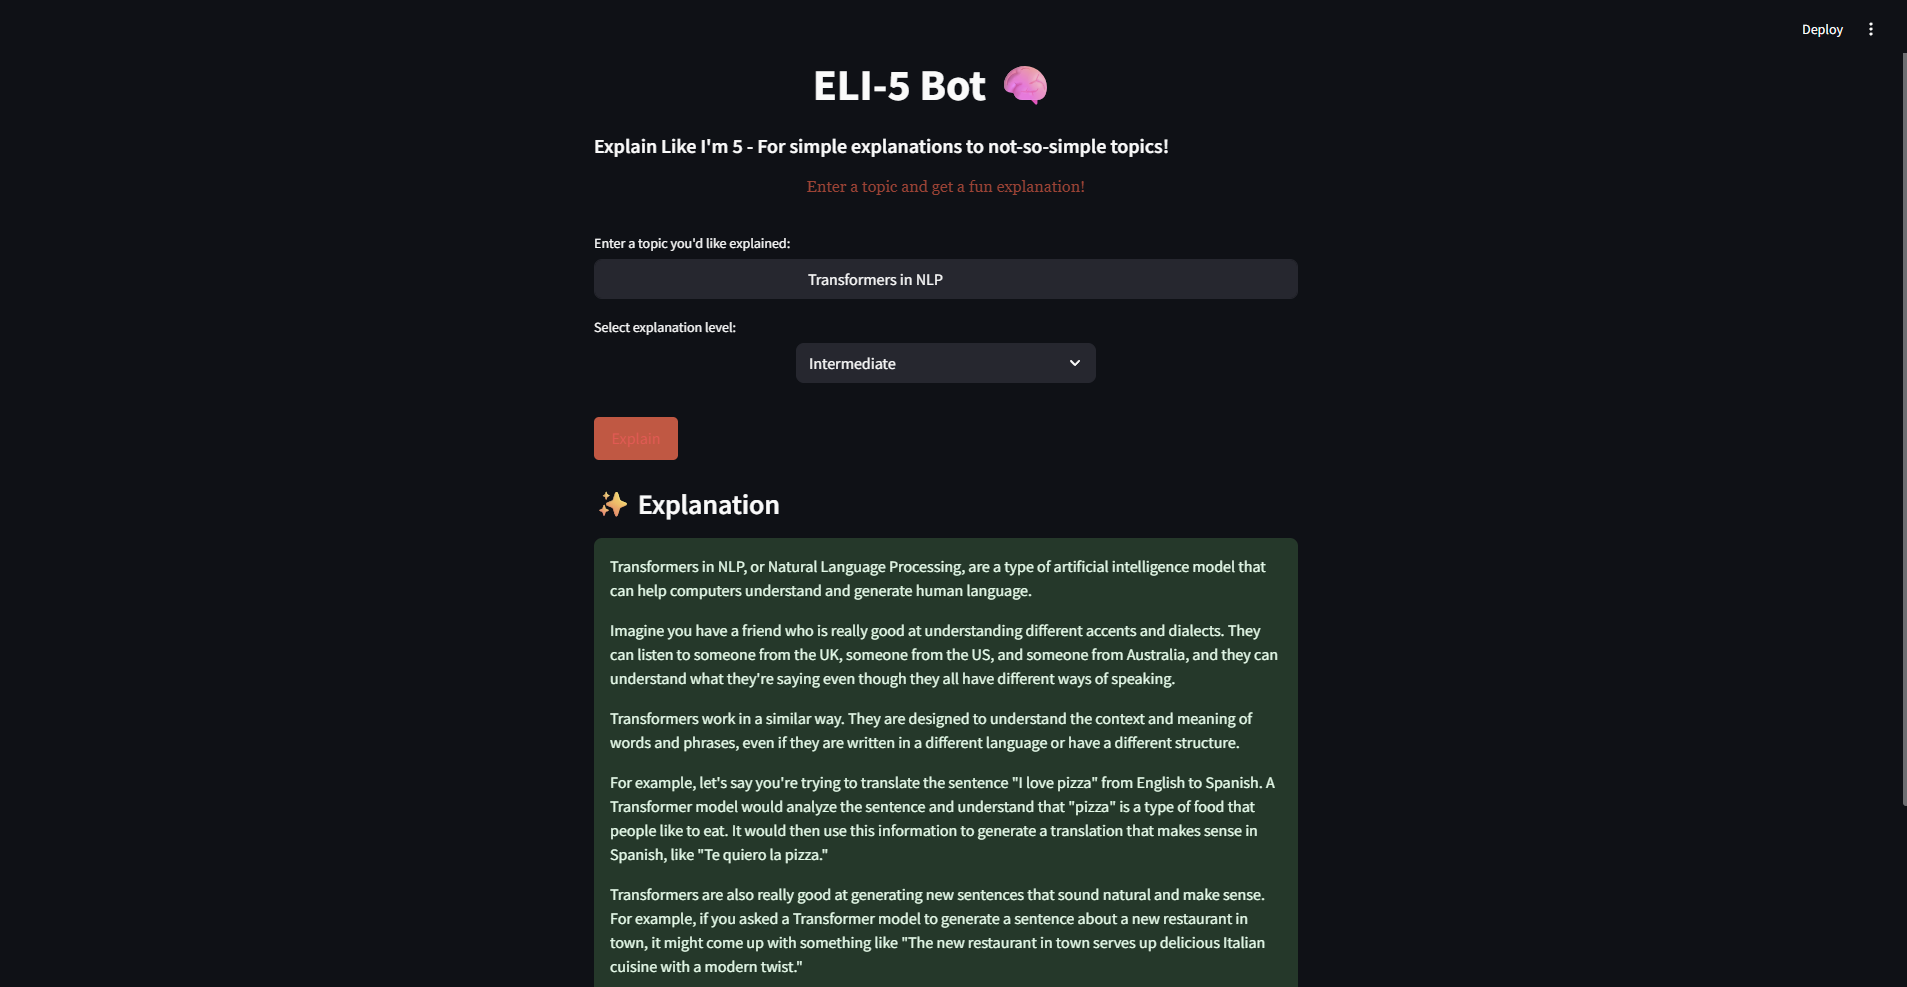 Deploy
ELI-5 Bot
Explain Like I'm 5 - For simple explanations to not-so-simple topics!
Enter a topic and get a fun explanation!
Enter a topic you'd like explained:
Transformers in NLP
Select explanation level:
Intermediate
Explain
Explanation
Transformers in NLP, or Natural Language Processing, are a type of artificial intelligence model that
can help computers understand and generate human language.
Imagine you have a friend who is really good at understanding different accents and dialects. They
can listen to someone from the UK, someone from the US, and someone from Australia, and they can
understand what they're saying even though they all have different ways of speaking.
Transformers work in a similar way. They are designed to understand the context and meaning of
words and phrases, even if they are written in a different language or have a different structure.
For example, let's say you're trying to translate the sentence "I love pizza" from English to Spanish. A
Transformer model would analyze the sentence and understand that "pizza" is a type of food that
people like to eat. It would then use this information to generate a translation that makes sense in
Spanish, like "Te quiero la pizza."
Transformers are also really good at generating new sentences that sound natural and make sense.
For example, if you asked a Transformer model to generate a sentence about a new restaurant in
town, it might come up with something like "The new restaurant in town serves up delicious Italian
cuisine with a modern twist."